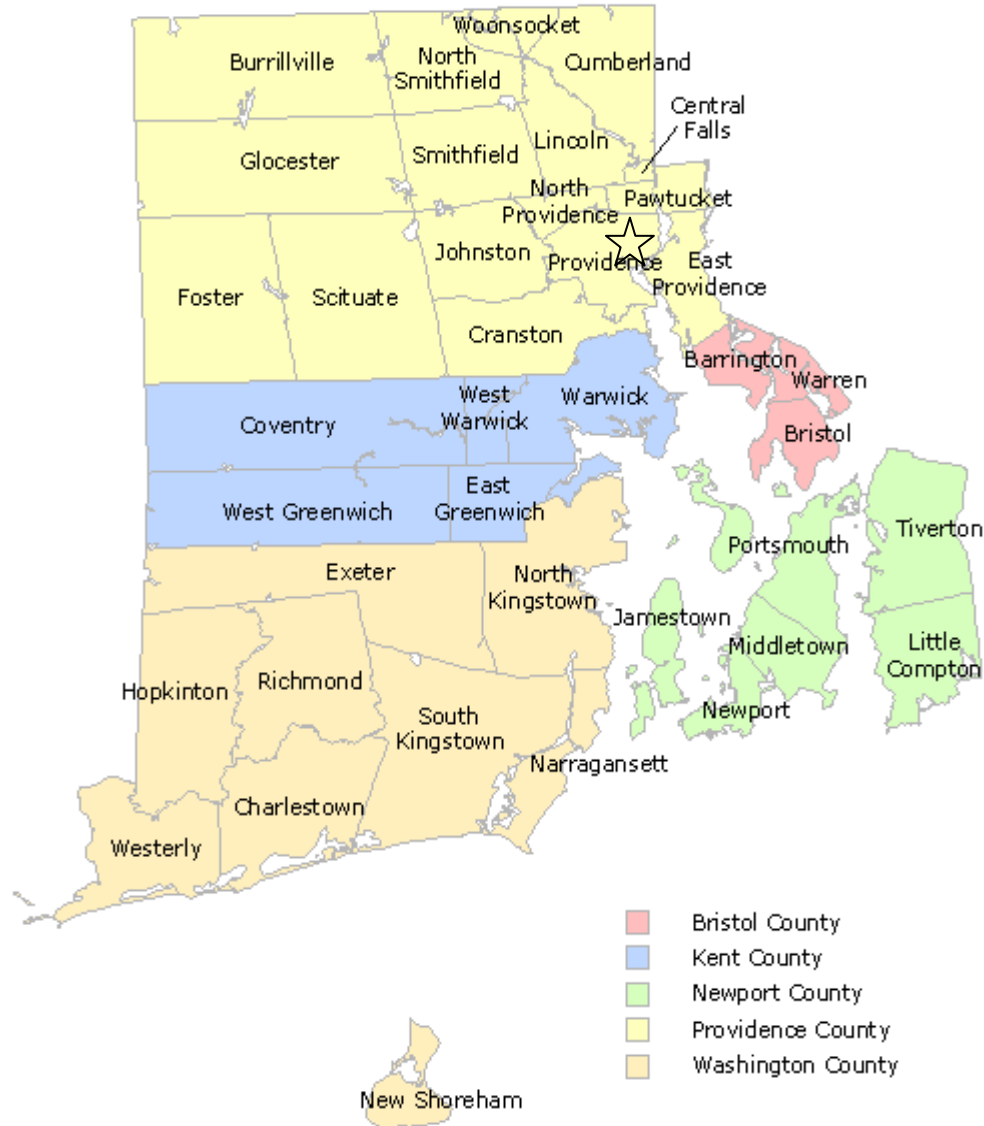 Woonsocket
Burrillville
North
Smithfield
Cumberland
Central
Falls
Lincoln
Glocester
Smithfield
North
Providence
Pawtucket
Johnston
Providence
East
Providence
Foster
Scituate
Cranston
Barrington
Warren
West
Warwick
Warwick
Coventry
Bristol
West Greenwich
East
Greenwich
Tiverton
Portsmouth
Exeter
North
Kingstown
Jamestown
Middletown
Little
Compton
Hopkinton
Richmond
South
Kingstown
Newport
Narragansett
Charlestown
Westerly
Bristol County
Kent County
Newport County
Providence County
Washington County
New Shoreham